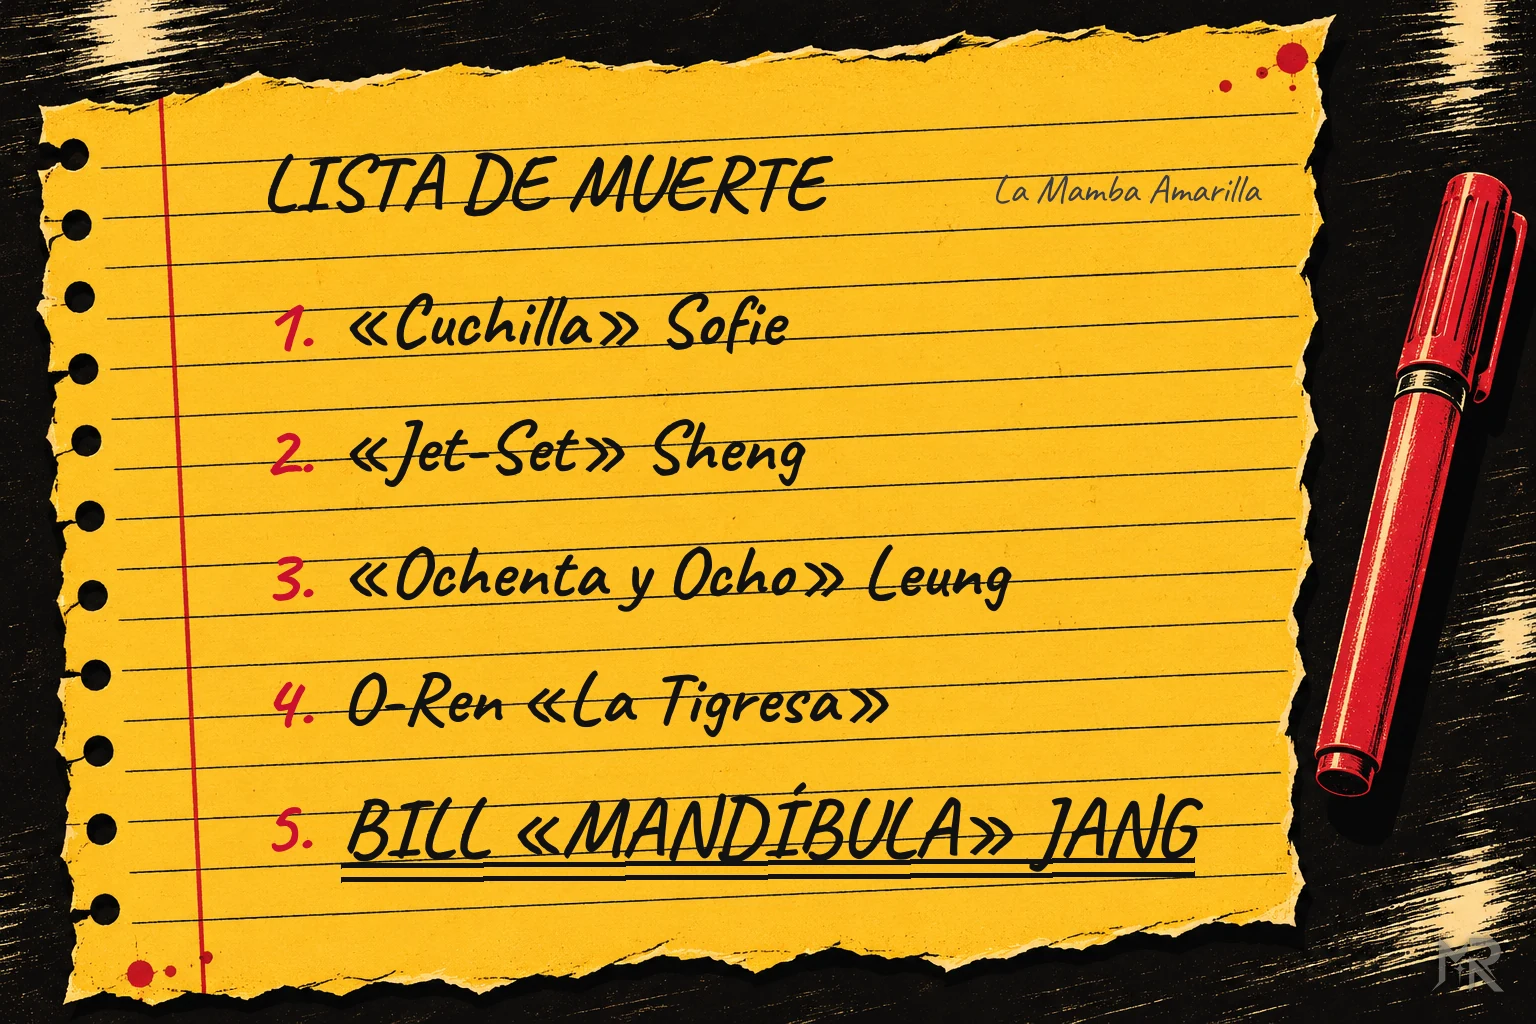 LISTA DE MUERTE
La Mamba Amarilla
1. «Cuchilla» Sofie
2. «Jet-Set» Sheng
3. «Ochenta y Ocho» Leung
4. O-Ren «La Tigresa»
5. BILL «MANDÍBULA» JANG
MR